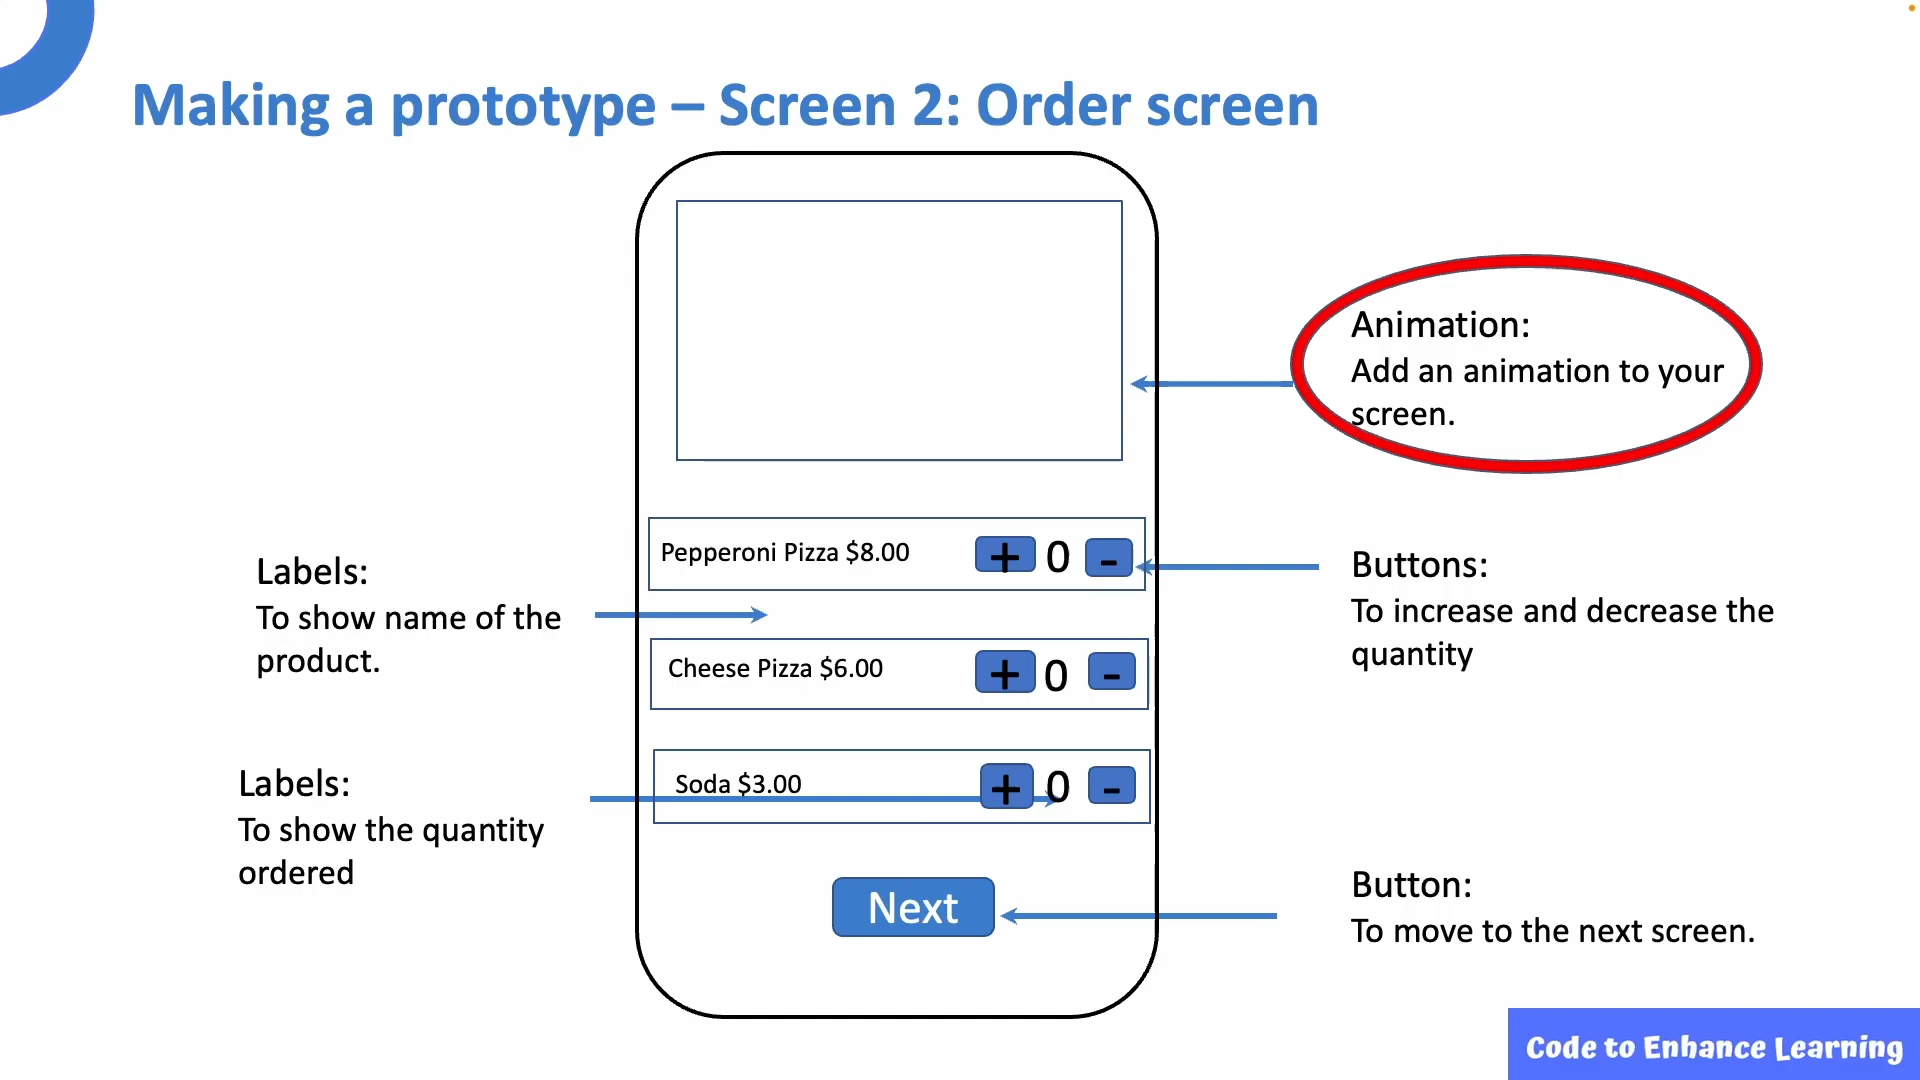 Making a prototype – Screen 2: Order screen
Animation:
Add an animation to your
screen.
Pepperoni Pizza $8.00 + 0 -
Labels:
To show name of the
product.
Buttons:
To increase and decrease the
quantity
Cheese Pizza $6.00 + 0 -
Soda $3.00 + 0 -
Labels:
To show the quantity
ordered
Next
Button:
To move to the next screen.
Code to Enhance Learning